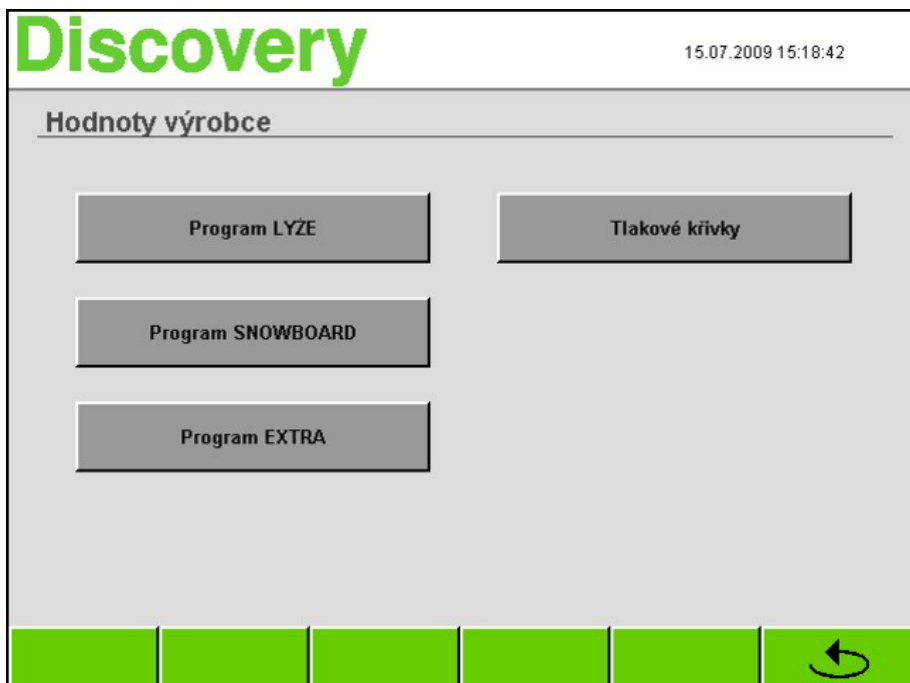 Discovery
15.07.2009 15:18:42
Hodnoty výrobce
Program LYŽE
Tlakové křivky
Program SNOWBOARD
Program EXTRA